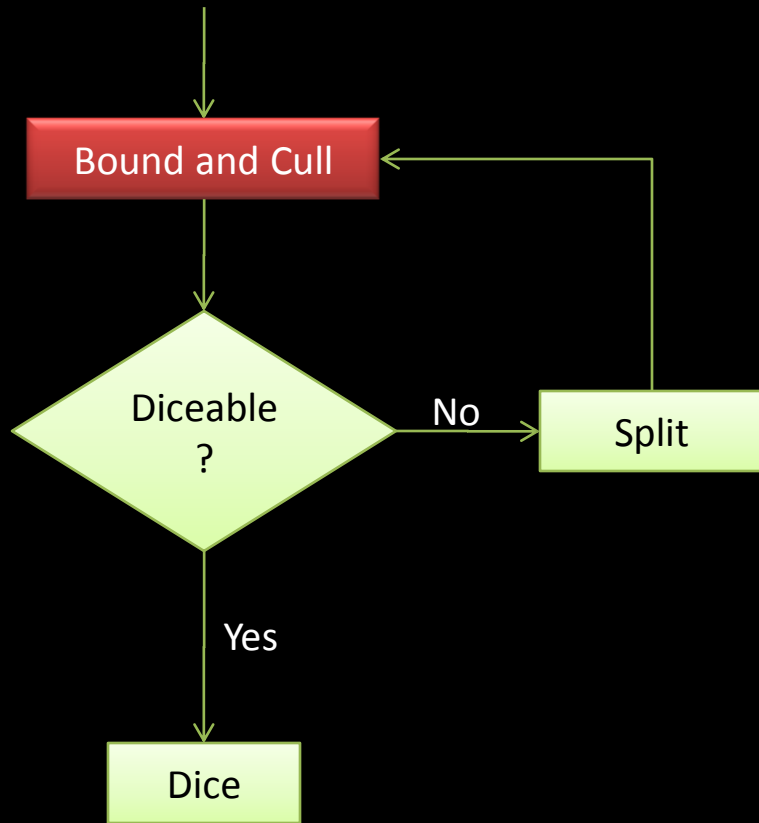 Bound and Cull
Diceable
?
No
Split
Yes
Dice